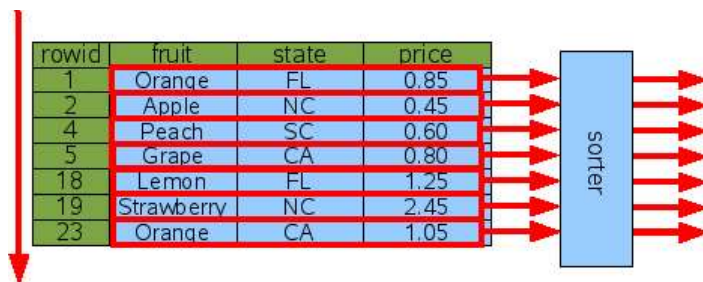 rowid fruit state price
1 Orange FL 0.85
2 Apple NC 0.45
4 Peach SC 0.60
5 Grape CA 0.80
18 Lemon FL 1.25
19 Strawberry NC 2.45
23 Orange CA 1.05
sorter